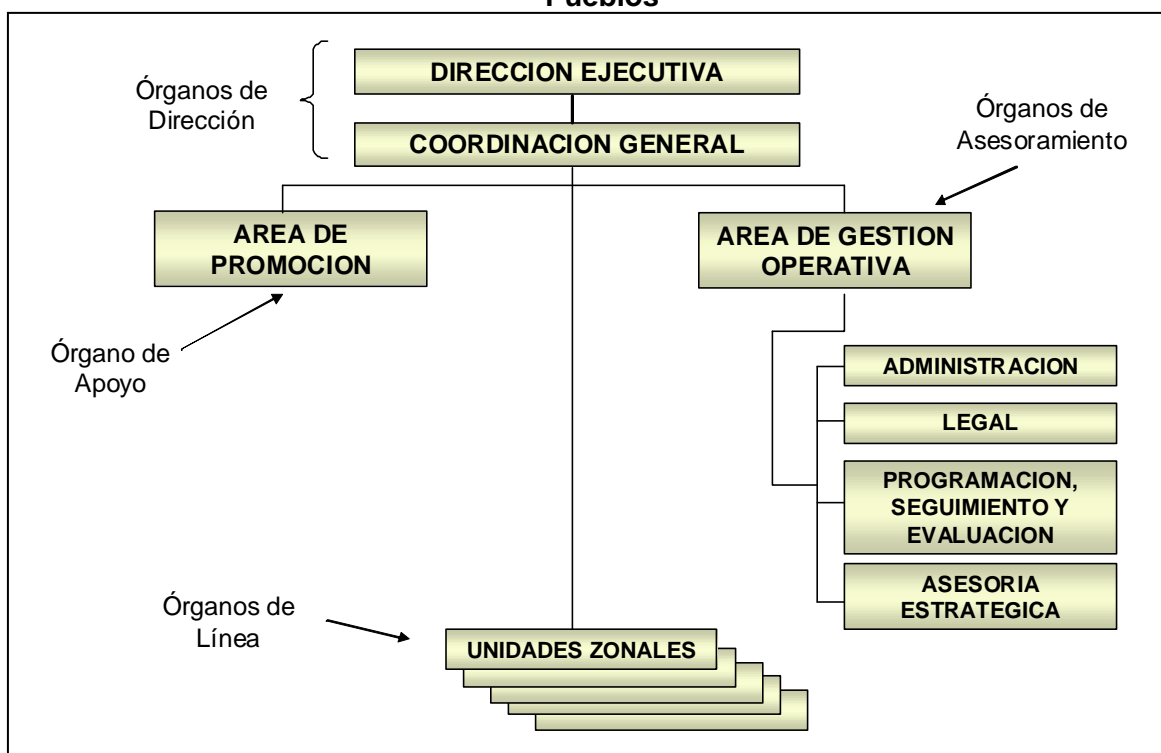 Pueblos
Órganos de
Dirección
DIRECCION EJECUTIVA
COORDINACION GENERAL
Órganos de
Asesoramiento
AREA DE
PROMOCION
AREA DE GESTION
OPERATIVA
Órgano de
Apoyo
ADMINISTRACION
LEGAL
PROGRAMACION,
SEGUIMIENTO Y
EVALUACION
ASESORIA
ESTRATEGICA
Órganos de
Línea
UNIDADES ZONALES